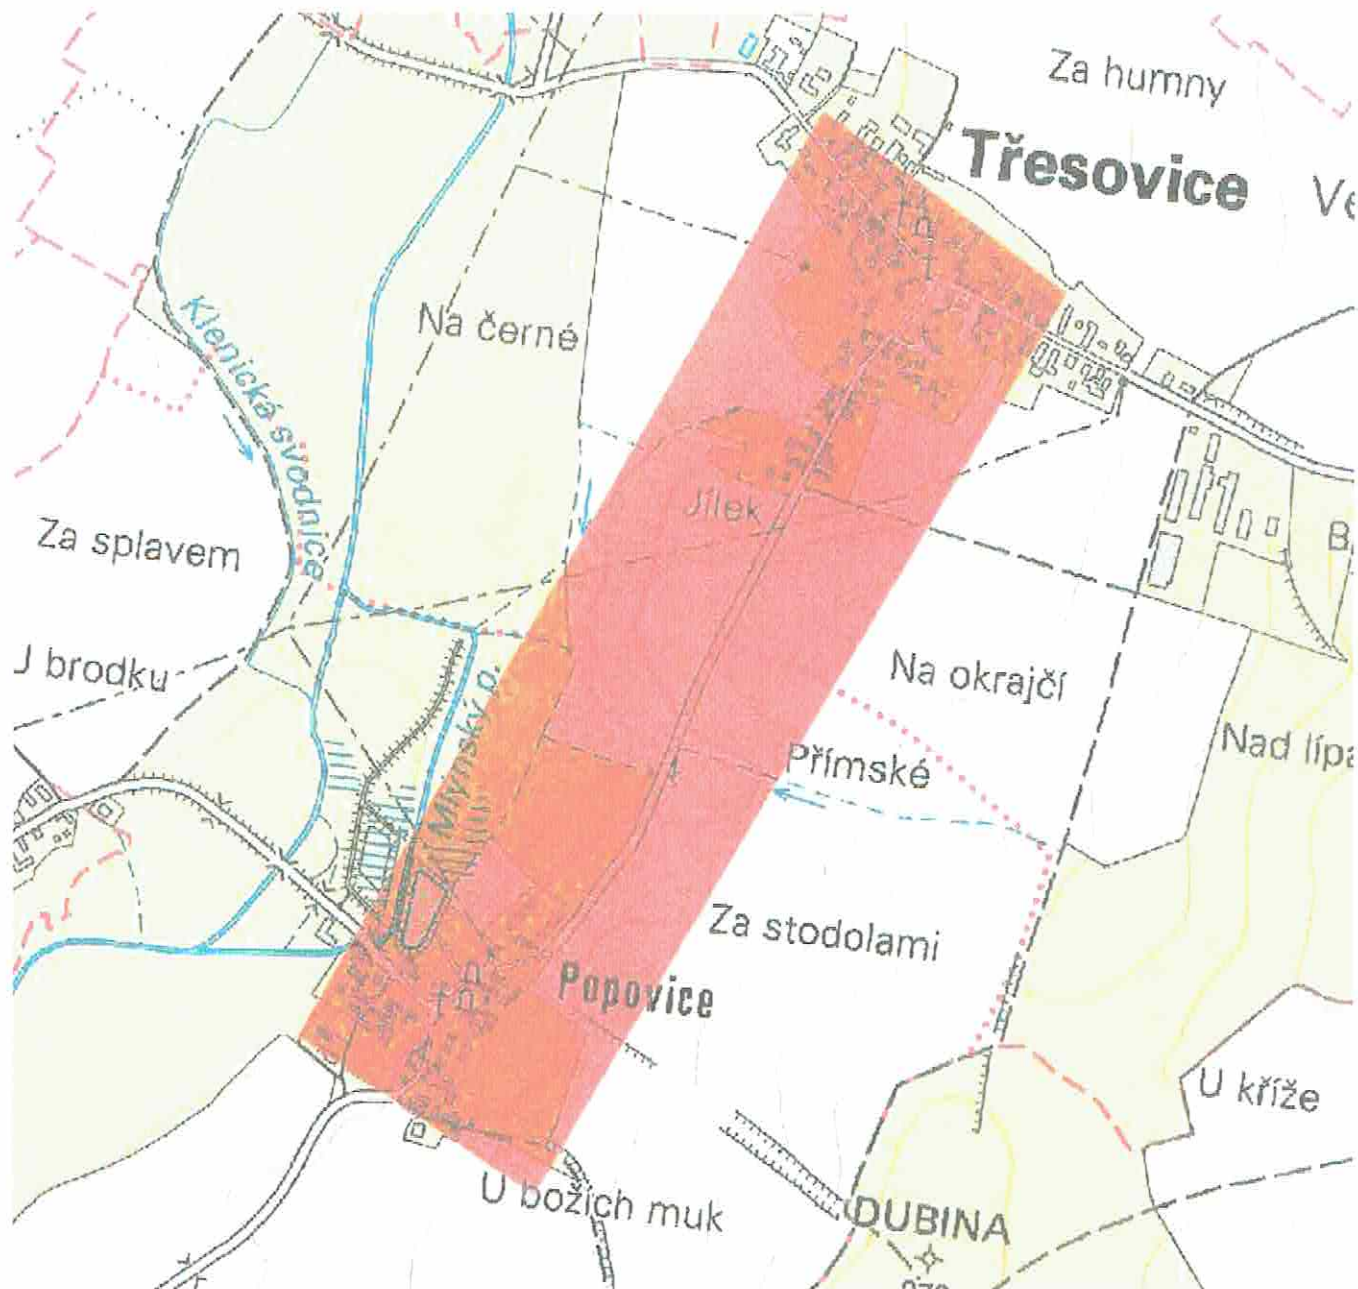 Za humny
Třesovice
Ve
Na černé
Klenická svodnice
Jílek
Za splavem
B
J brodku
Na okrajčí
Mlýnský p.
Nad lípa
Přímské
Za stodolami
Popovice
U kříže
U božích muk
DUBINA